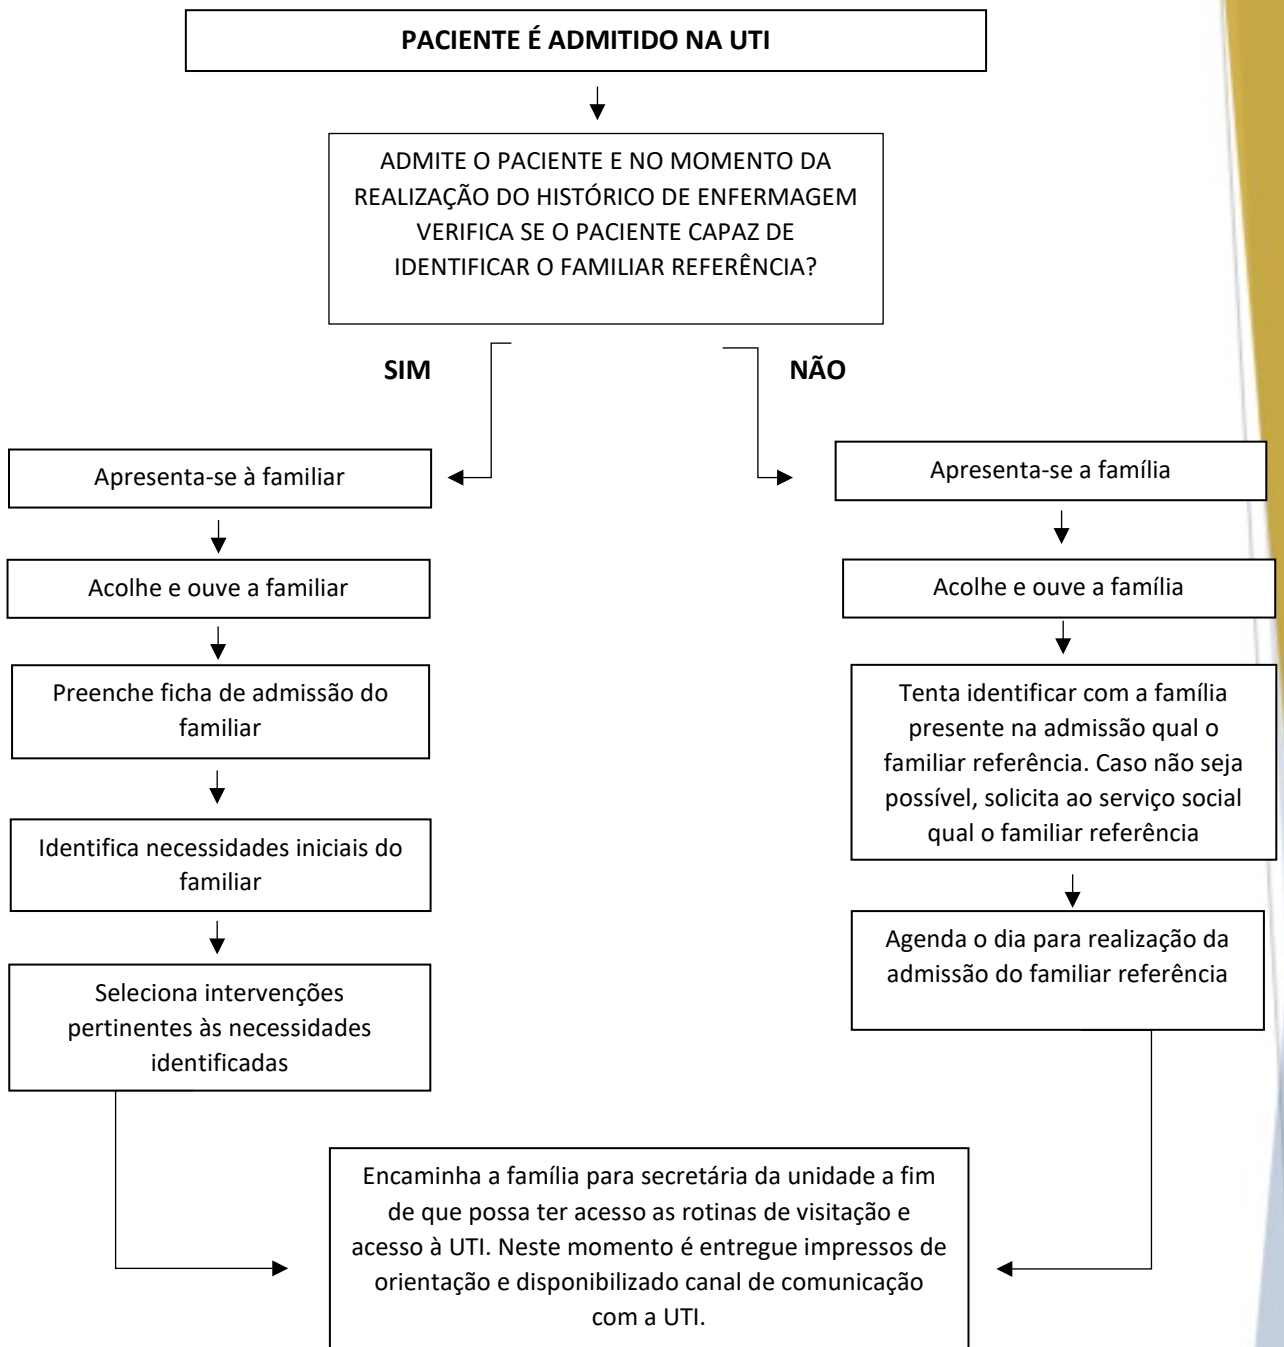 PACIENTE É ADMITIDO NA UTI
ADMITE O PACIENTE E NO MOMENTO DA
REALIZAÇÃO DO HISTÓRICO DE ENFERMAGEM
VERIFICA SE O PACIENTE CAPAZ DE
IDENTIFICAR O FAMILIAR REFERÊNCIA?
SIM
NÃO
Apresenta-se à familiar
Acolhe e ouve a familiar
Preenche ficha de admissão do
familiar
Identifica necessidades iniciais do
familiar
Seleciona intervenções
pertinentes às necessidades
identificadas
Apresenta-se a família
Acolhe e ouve a família
Tenta identificar com a família
presente na admissão qual o
familiar referência. Caso não seja
possível, solicita ao serviço social
qual o familiar referência
Agenda o dia para realização da
admissão do familiar referência
Encaminha a família para secretária da unidade a fim
de que possa ter acesso as rotinas de visitação e
acesso à UTI. Neste momento é entregue impressos de
orientação e disponibilizado canal de comunicação
com a UTI.